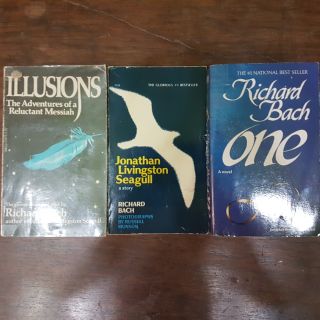 ILLUSIONS
The Adventures of a
Reluctant Messiah
Richard Bach
THE GLORIOUS #1 BESTSELLER
Jonathan
Livingston
Seagull
a story
RICHARD
BACH
PHOTOGRAPHS
BY RUSSELL
MUNSON
THE #1 NATIONAL BEST SELLER
Richard
Bach
one
A novel